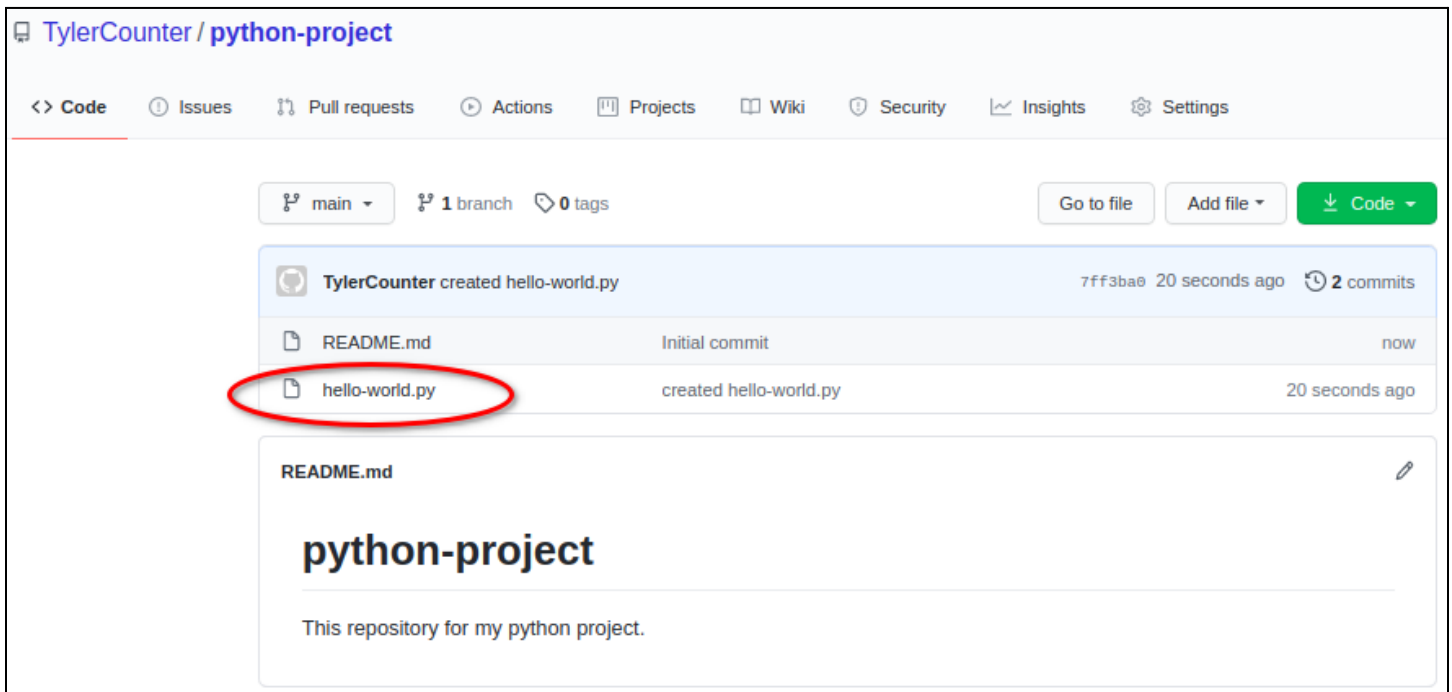 TylerCounter / python-project
<> Code Issues Pull requests Actions Projects Wiki Security Insights Settings
main 1 branch 0 tags Go to file Add file Code
TylerCounter created hello-world.py 7ff3ba0 20 seconds ago 2 commits
README.md Initial commit now
hello-world.py created hello-world.py 20 seconds ago
README.md
python-project
This repository for my python project.